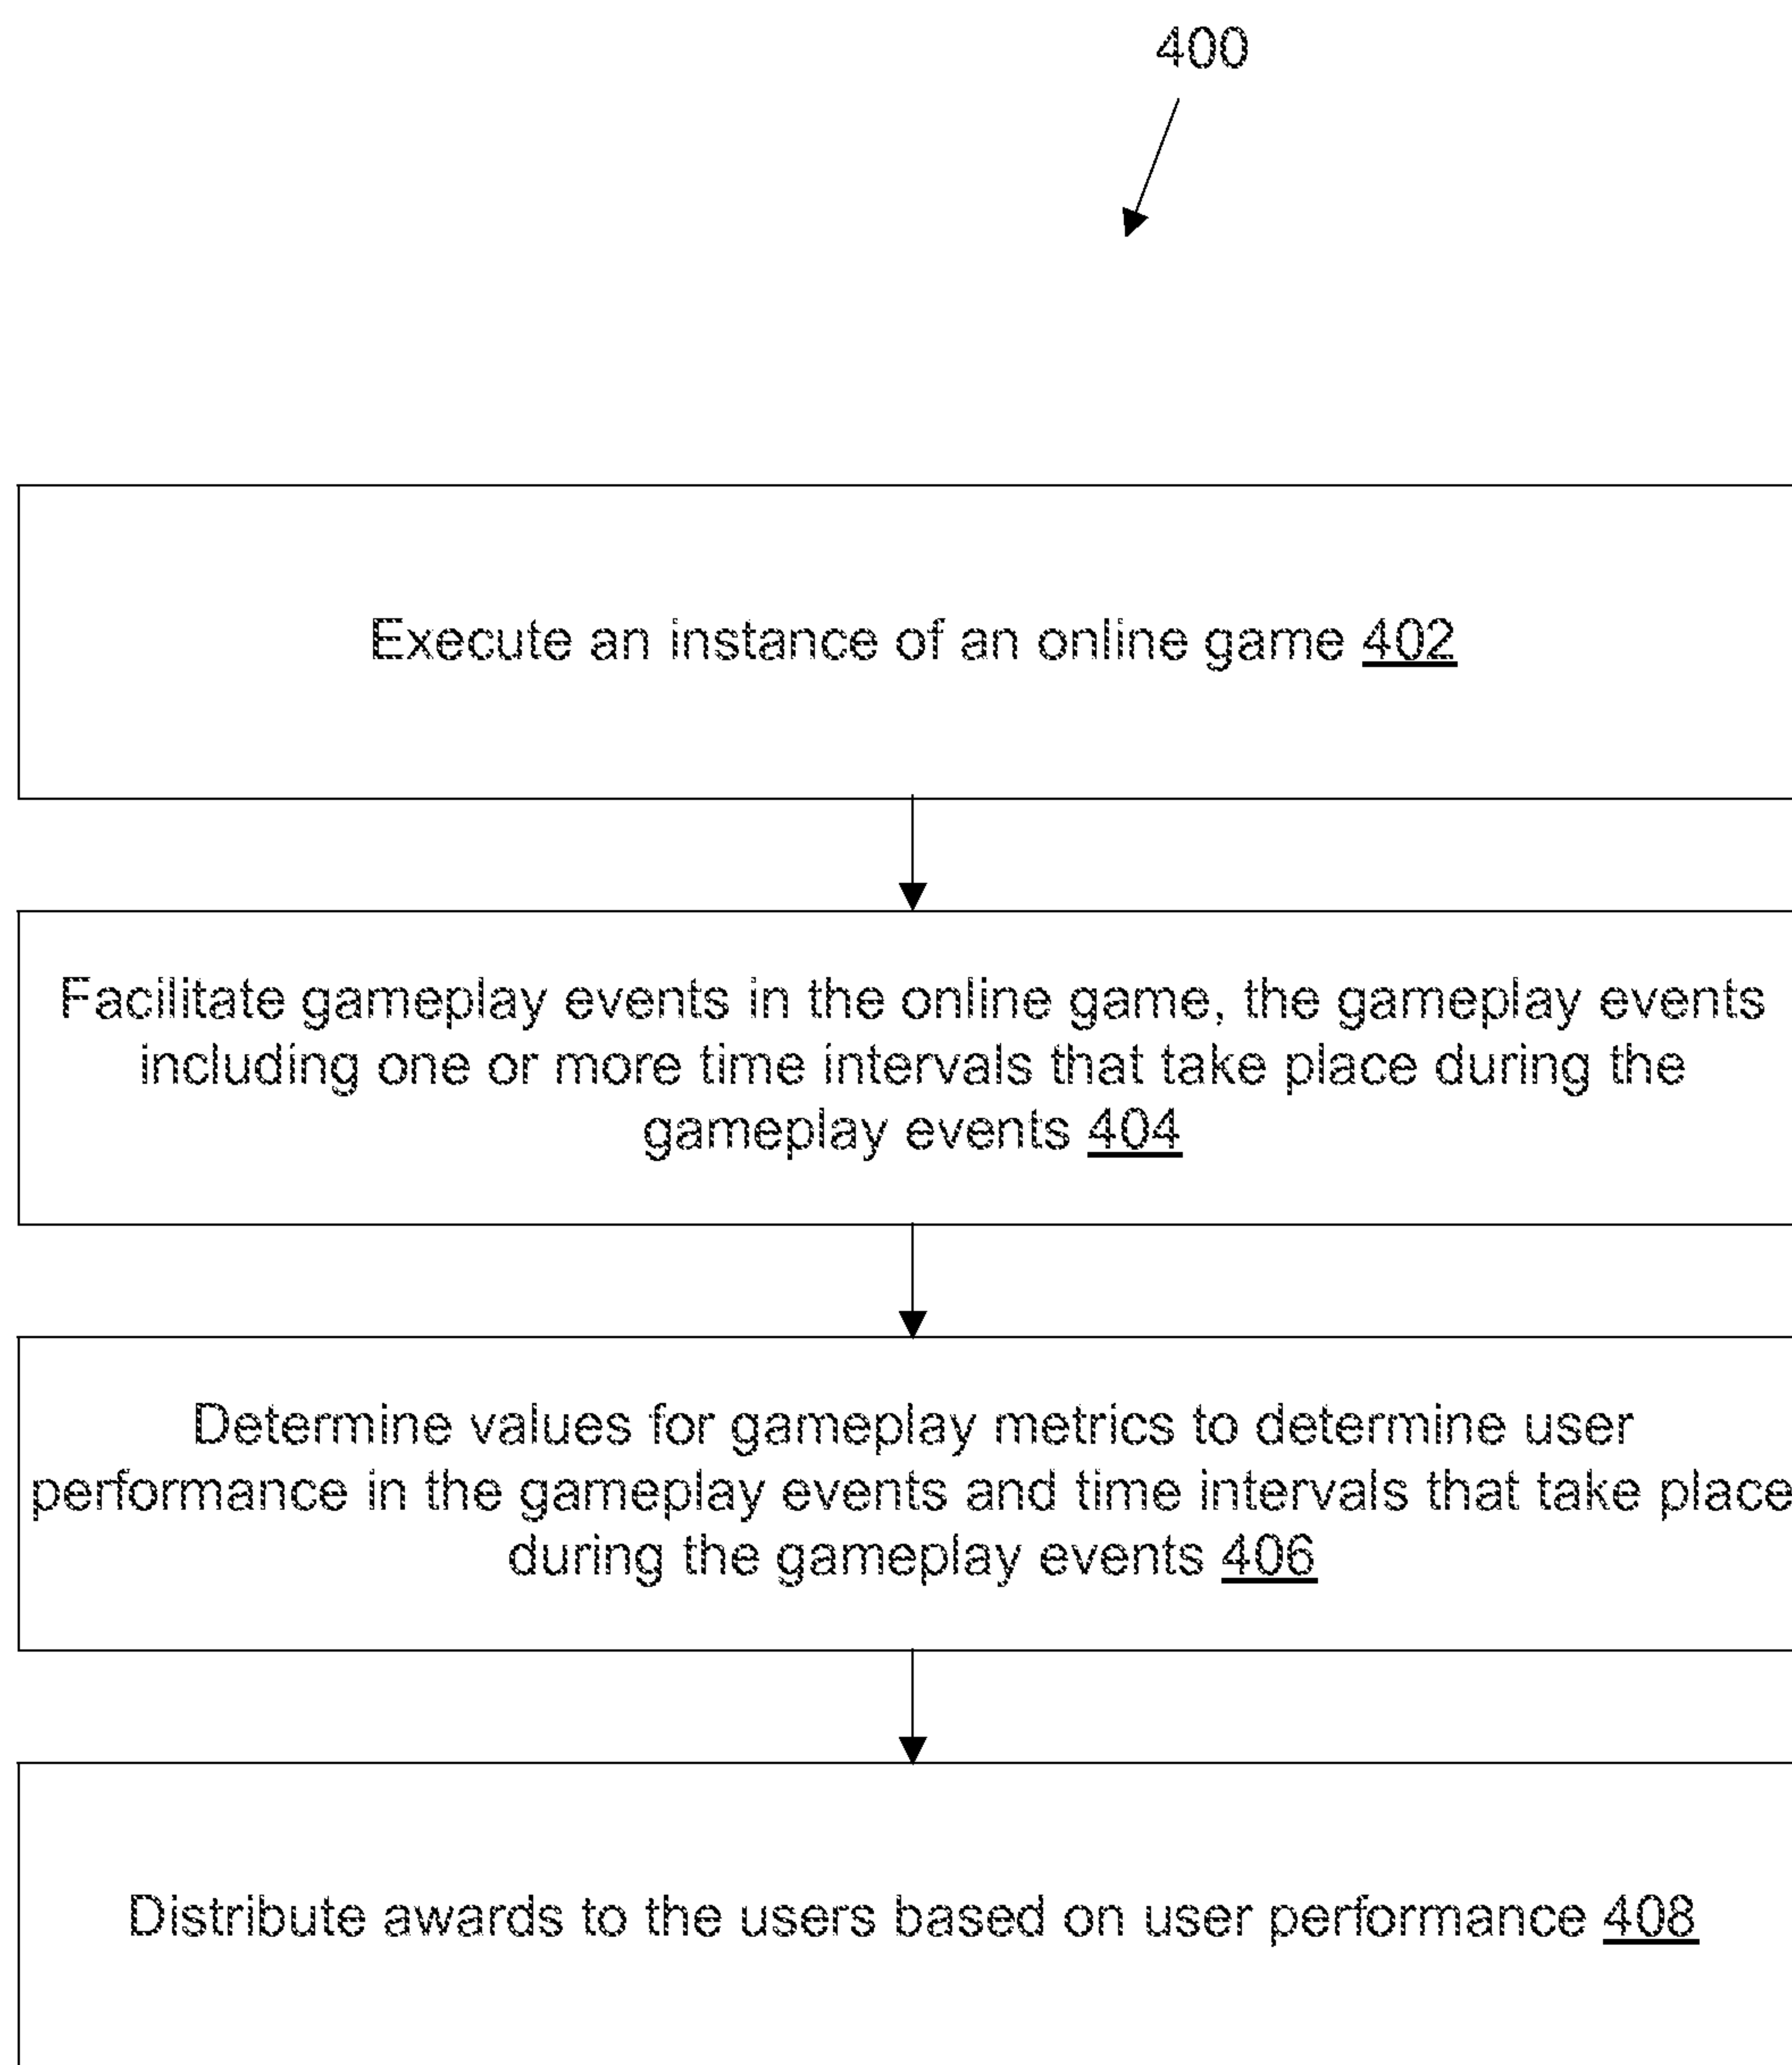 400
Execute an instance of an online game 402
Facilitate gameplay events in the online game, the gameplay events
including one or more time intervals that take place during the
gameplay events 404
Determine values for gameplay metrics to determine user
performance in the gameplay events and time intervals that take place
during the gameplay events 406
Distribute awards to the users based on user performance 408